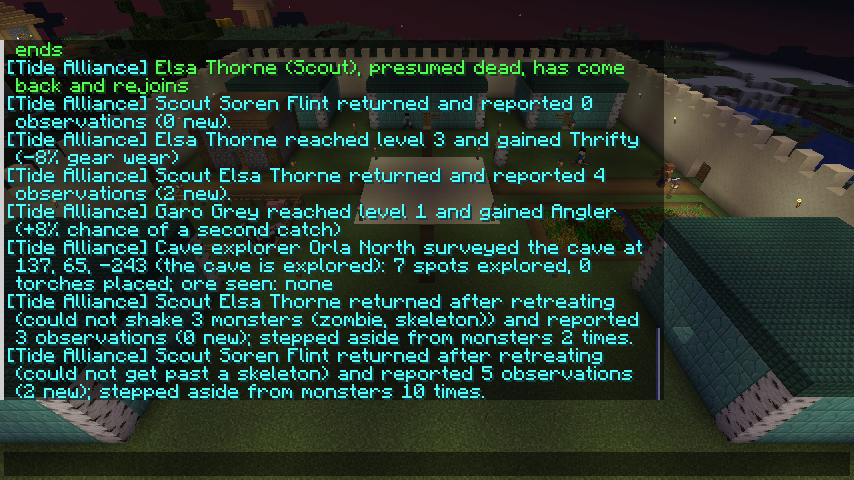 ends
[Tide Alliance] Elsa Thorne (Scout), presumed dead, has come
back and rejoins
[Tide Alliance] Scout Soren Flint returned and reported 0
observations (0 new).
[Tide Alliance] Elsa Thorne reached level 3 and gained Thrifty
(-8% gear wear)
[Tide Alliance] Scout Elsa Thorne returned and reported 4
observations (2 new).
[Tide Alliance] Garo Grey reached level 1 and gained Angler
(+8% chance of a second catch)
[Tide Alliance] Cave explorer Orla North surveyed the cave at
137, 65, -243 (the cave is explored): 7 spots explored, 0
torches placed; ore seen: none
[Tide Alliance] Scout Elsa Thorne returned after retreating
(could not shake 3 monsters (zombie, skeleton)) and reported
3 observations (0 new); stepped aside from monsters 2 times.
[Tide Alliance] Scout Soren Flint returned after retreating
(could not get past a skeleton) and reported 5 observations
(2 new); stepped aside from monsters 10 times.